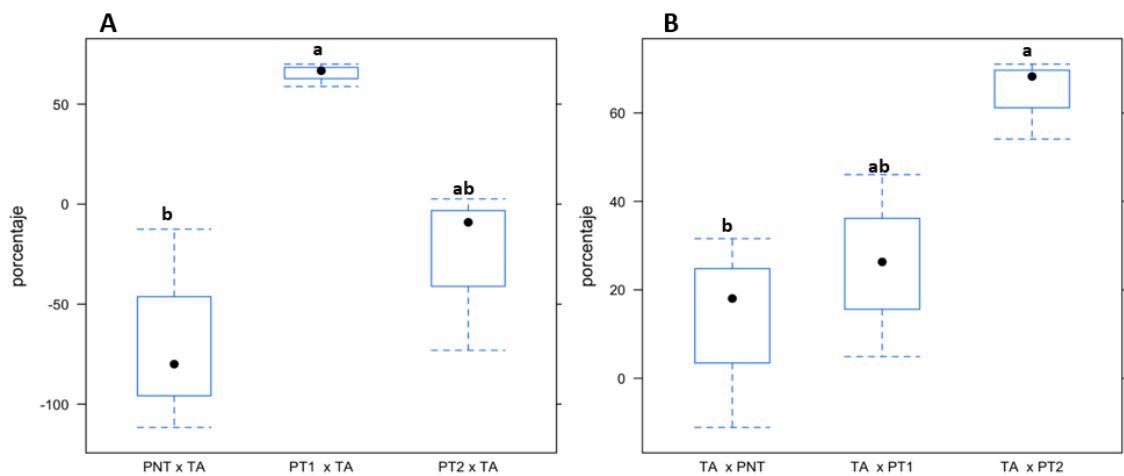 A
porcentaje
50
0
-50
-100
b
a
ab
PNT x TA
PT1 x TA
PT2 x TA
B
porcentaje
60
40
20
0
b
ab
a
TA x PNT
TA x PT1
TA x PT2